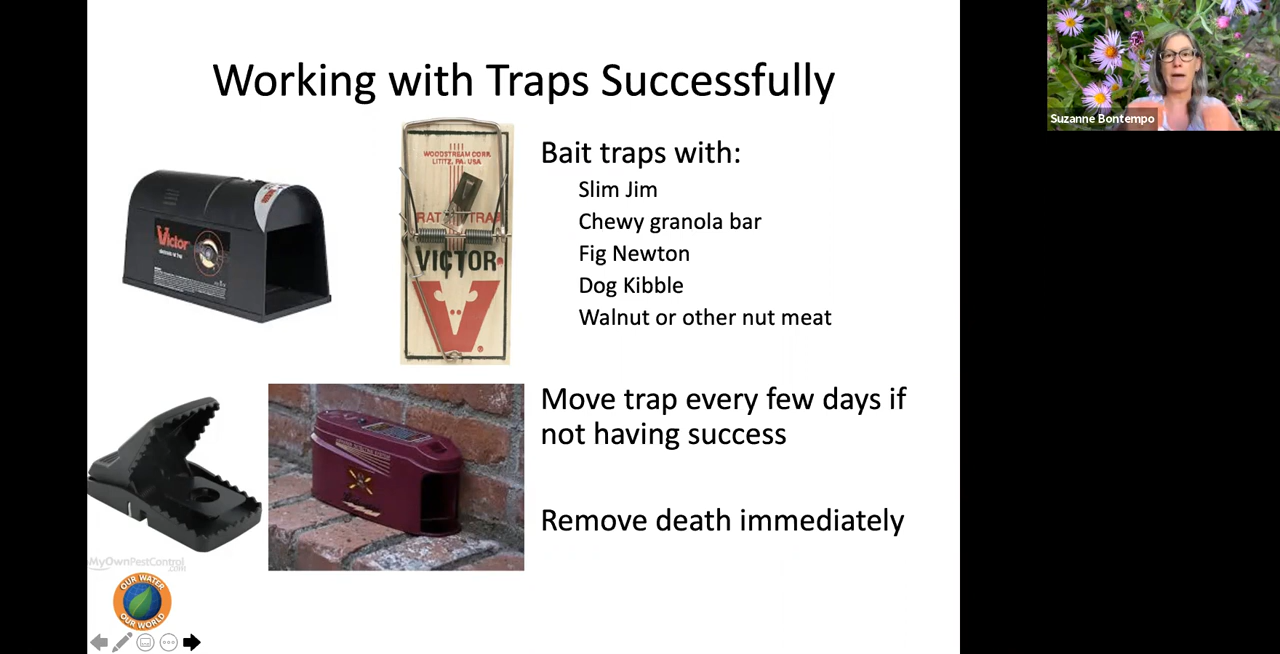 Working with Traps Successfully
Suzanne Bontempo
WOODSTREAM CORP.
LITITZ, PA. USA
RAT TRAP
VICTOR
Victor
Bait traps with:
Slim Jim
Chewy granola bar
Fig Newton
Dog Kibble
Walnut or other nut meat
Move trap every few days if
not having success
Remove death immediately
MyOwnPestControl
.com
OUR WATER
OUR WORLD